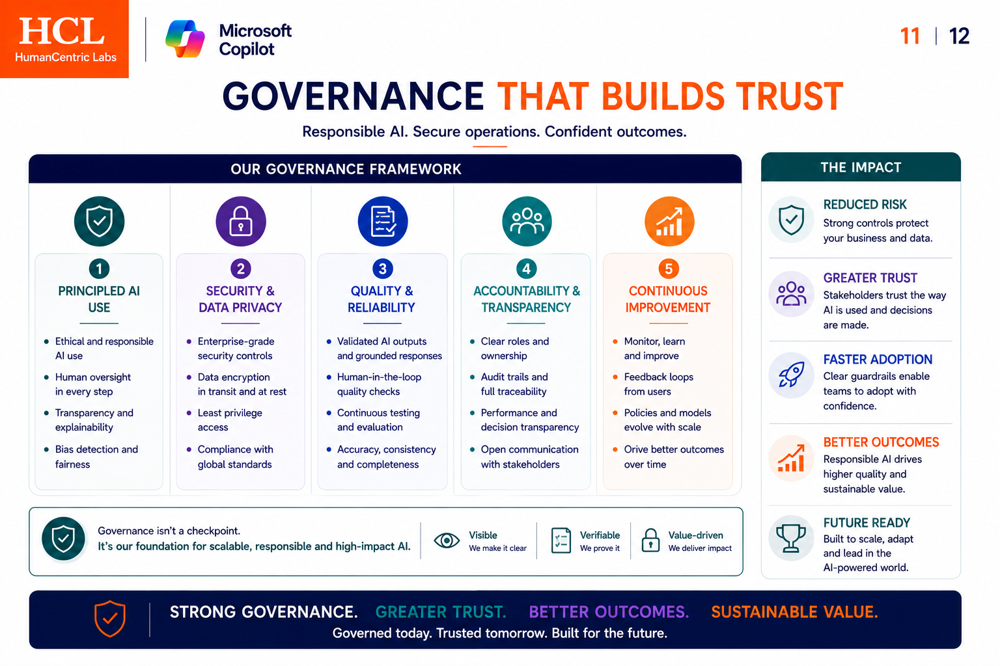 HCL
HumanCentric Labs
Microsoft
Copilot
11 | 12
GOVERNANCE THAT BUILDS TRUST
Responsible AI. Secure operations. Confident outcomes.
OUR GOVERNANCE FRAMEWORK
1
PRINCIPLED AI
USE
• Ethical and responsible
AI use
• Human oversight
in every step
• Transparency and
explainability
• Bias detection and
fairness
2
SECURITY &
DATA PRIVACY
• Enterprise-grade
security controls
• Data encryption
in transit and at rest
• Least privilege
access
• Compliance with
global standards
3
QUALITY &
RELIABILITY
• Validated AI outputs
and grounded responses
• Human-in-the-loop
quality checks
• Continuous testing
and evaluation
• Accuracy, consistency
and completeness
4
ACCOUNTABILITY &
TRANSPARENCY
• Clear roles and
ownership
• Audit trails and
full traceability
• Performance and
decision transparency
• Open communication
with stakeholders
5
CONTINUOUS
IMPROVEMENT
• Monitor, learn
and improve
• Feedback loops
from users
• Policies and models
evolve with scale
• Orive better outcomes
over time
THE IMPACT
REDUCED RISK
Strong controls protect
your business and data.
GREATER TRUST
Stakeholders trust the way
AI is used and decisions
are made.
FASTER ADOPTION
Clear guardrails enable
teams to adopt with
confidence.
BETTER OUTCOMES
Responsible AI drives
higher quality and
sustainable value.
FUTURE READY
Built to scale, adapt
and lead in the
AI-powered world.
Governance isn't a checkpoint.
It's our foundation for scalable, responsible and high-impact AI.
Visible
We make it clear
Verifiable
We prove it
Value-driven
We deliver impact
STRONG GOVERNANCE. GREATER TRUST. BETTER OUTCOMES. SUSTAINABLE VALUE.
Governed today. Trusted tomorrow. Built for the future.